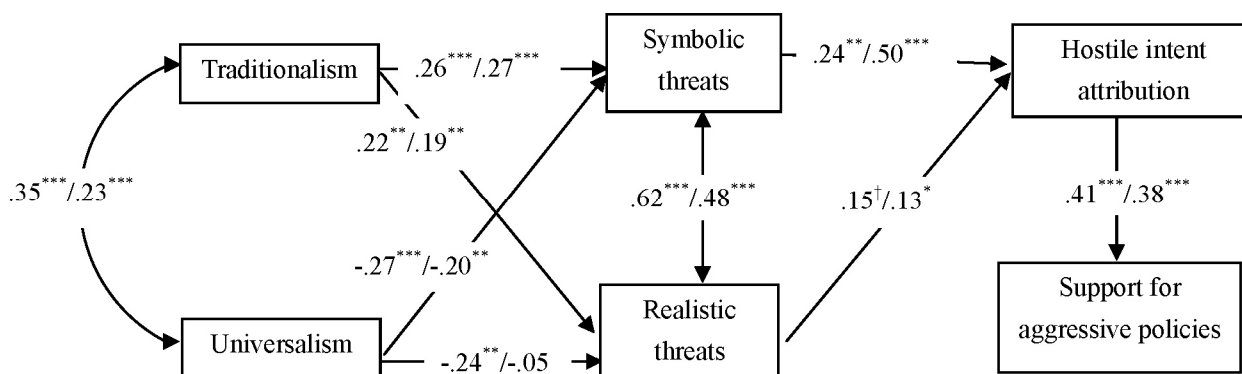 Traditionalism
.26***/.27***
Symbolic
threats
.24**/.50***
Hostile intent
attribution
.22**/.19**
.35***/.23***
.62***/.48***
.15†/.13*
.41***/.38***
-.27***/-.20**
Universalism
-.24**/-.05
Realistic
threats
Support for
aggressive policies